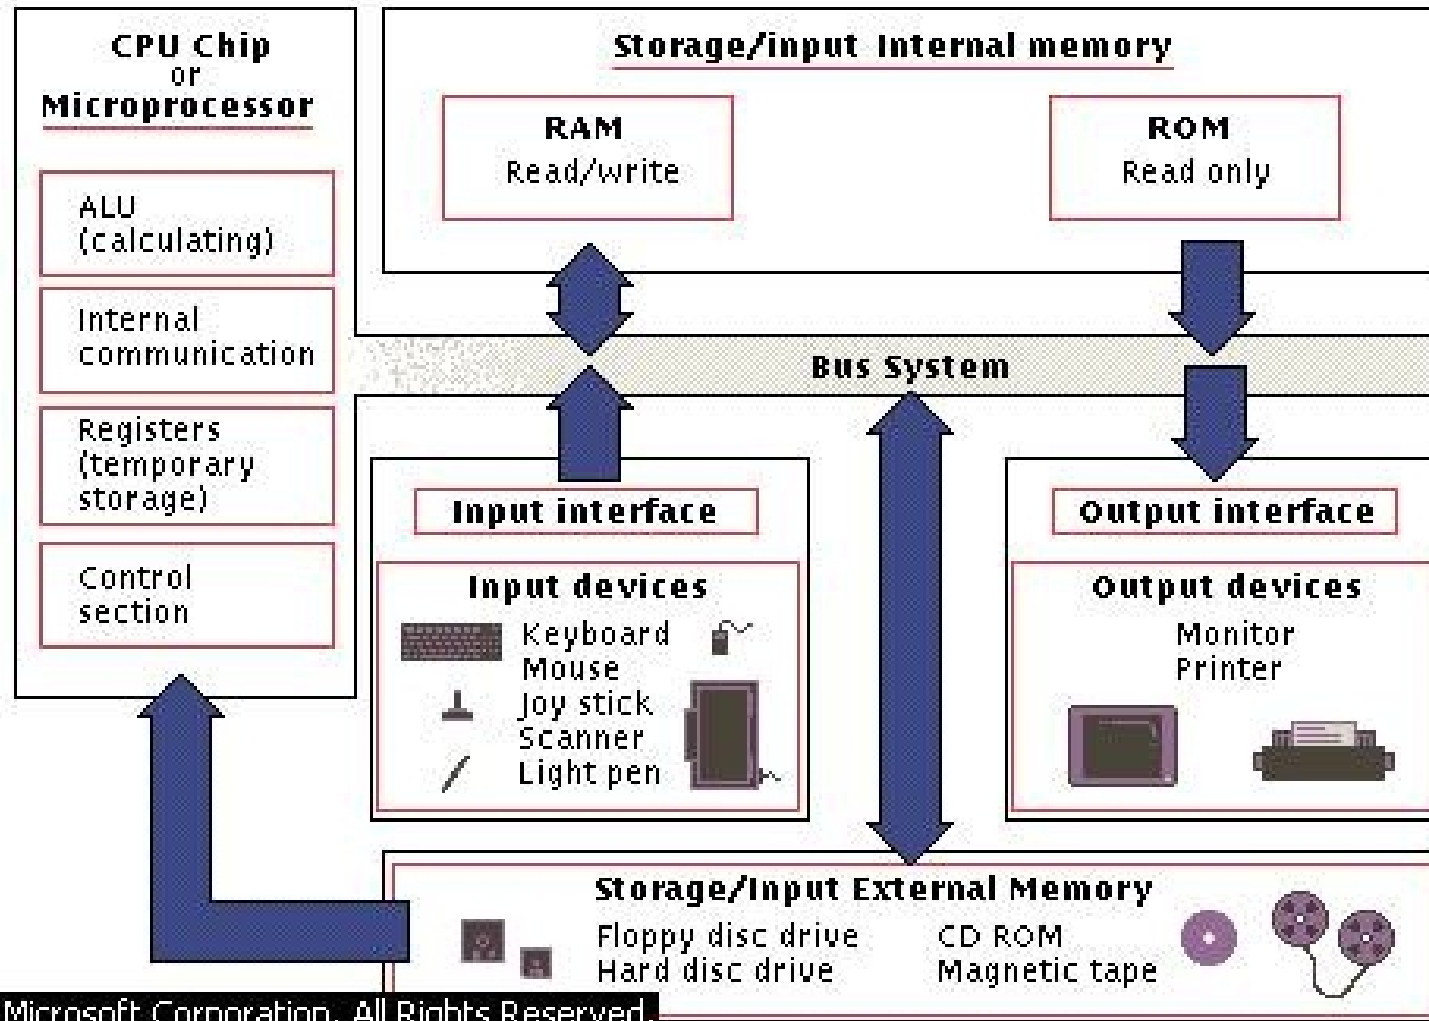 CPU Chip
or
Microprocessor
ALU
(calculating)
Internal
communication
Registers
(temporary
storage)
Control
section
Storage/input Internal memory
RAM
Read/write
ROM
Read only
Bus System
Input interface
Input devices
Keyboard
Mouse
Joy stick
Scanner
Light pen
Output interface
Output devices
Monitor
Printer
Storage/Input External Memory
Floppy disc drive
Hard disc drive
CD ROM
Magnetic tape
Microsoft Corporation. All Rights Reserved.